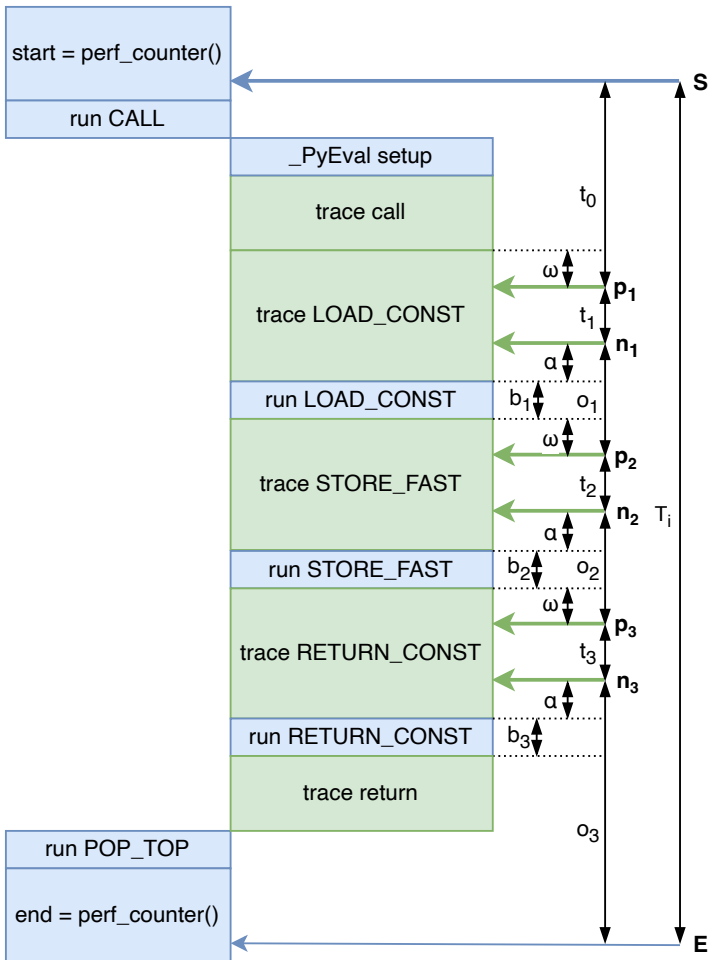 start = perf_counter()
S
run CALL
_PyEval setup
t₀
trace call
ω
p₁
trace LOAD_CONST
t₁
n₁
α
run LOAD_CONST
b₁
o₁
ω
p₂
trace STORE_FAST
t₂
n₂
Tᵢ
α
run STORE_FAST
b₂
o₂
ω
p₃
trace RETURN_CONST
t₃
n₃
α
run RETURN_CONST
b₃
trace return
o₃
run POP_TOP
end = perf_counter()
E